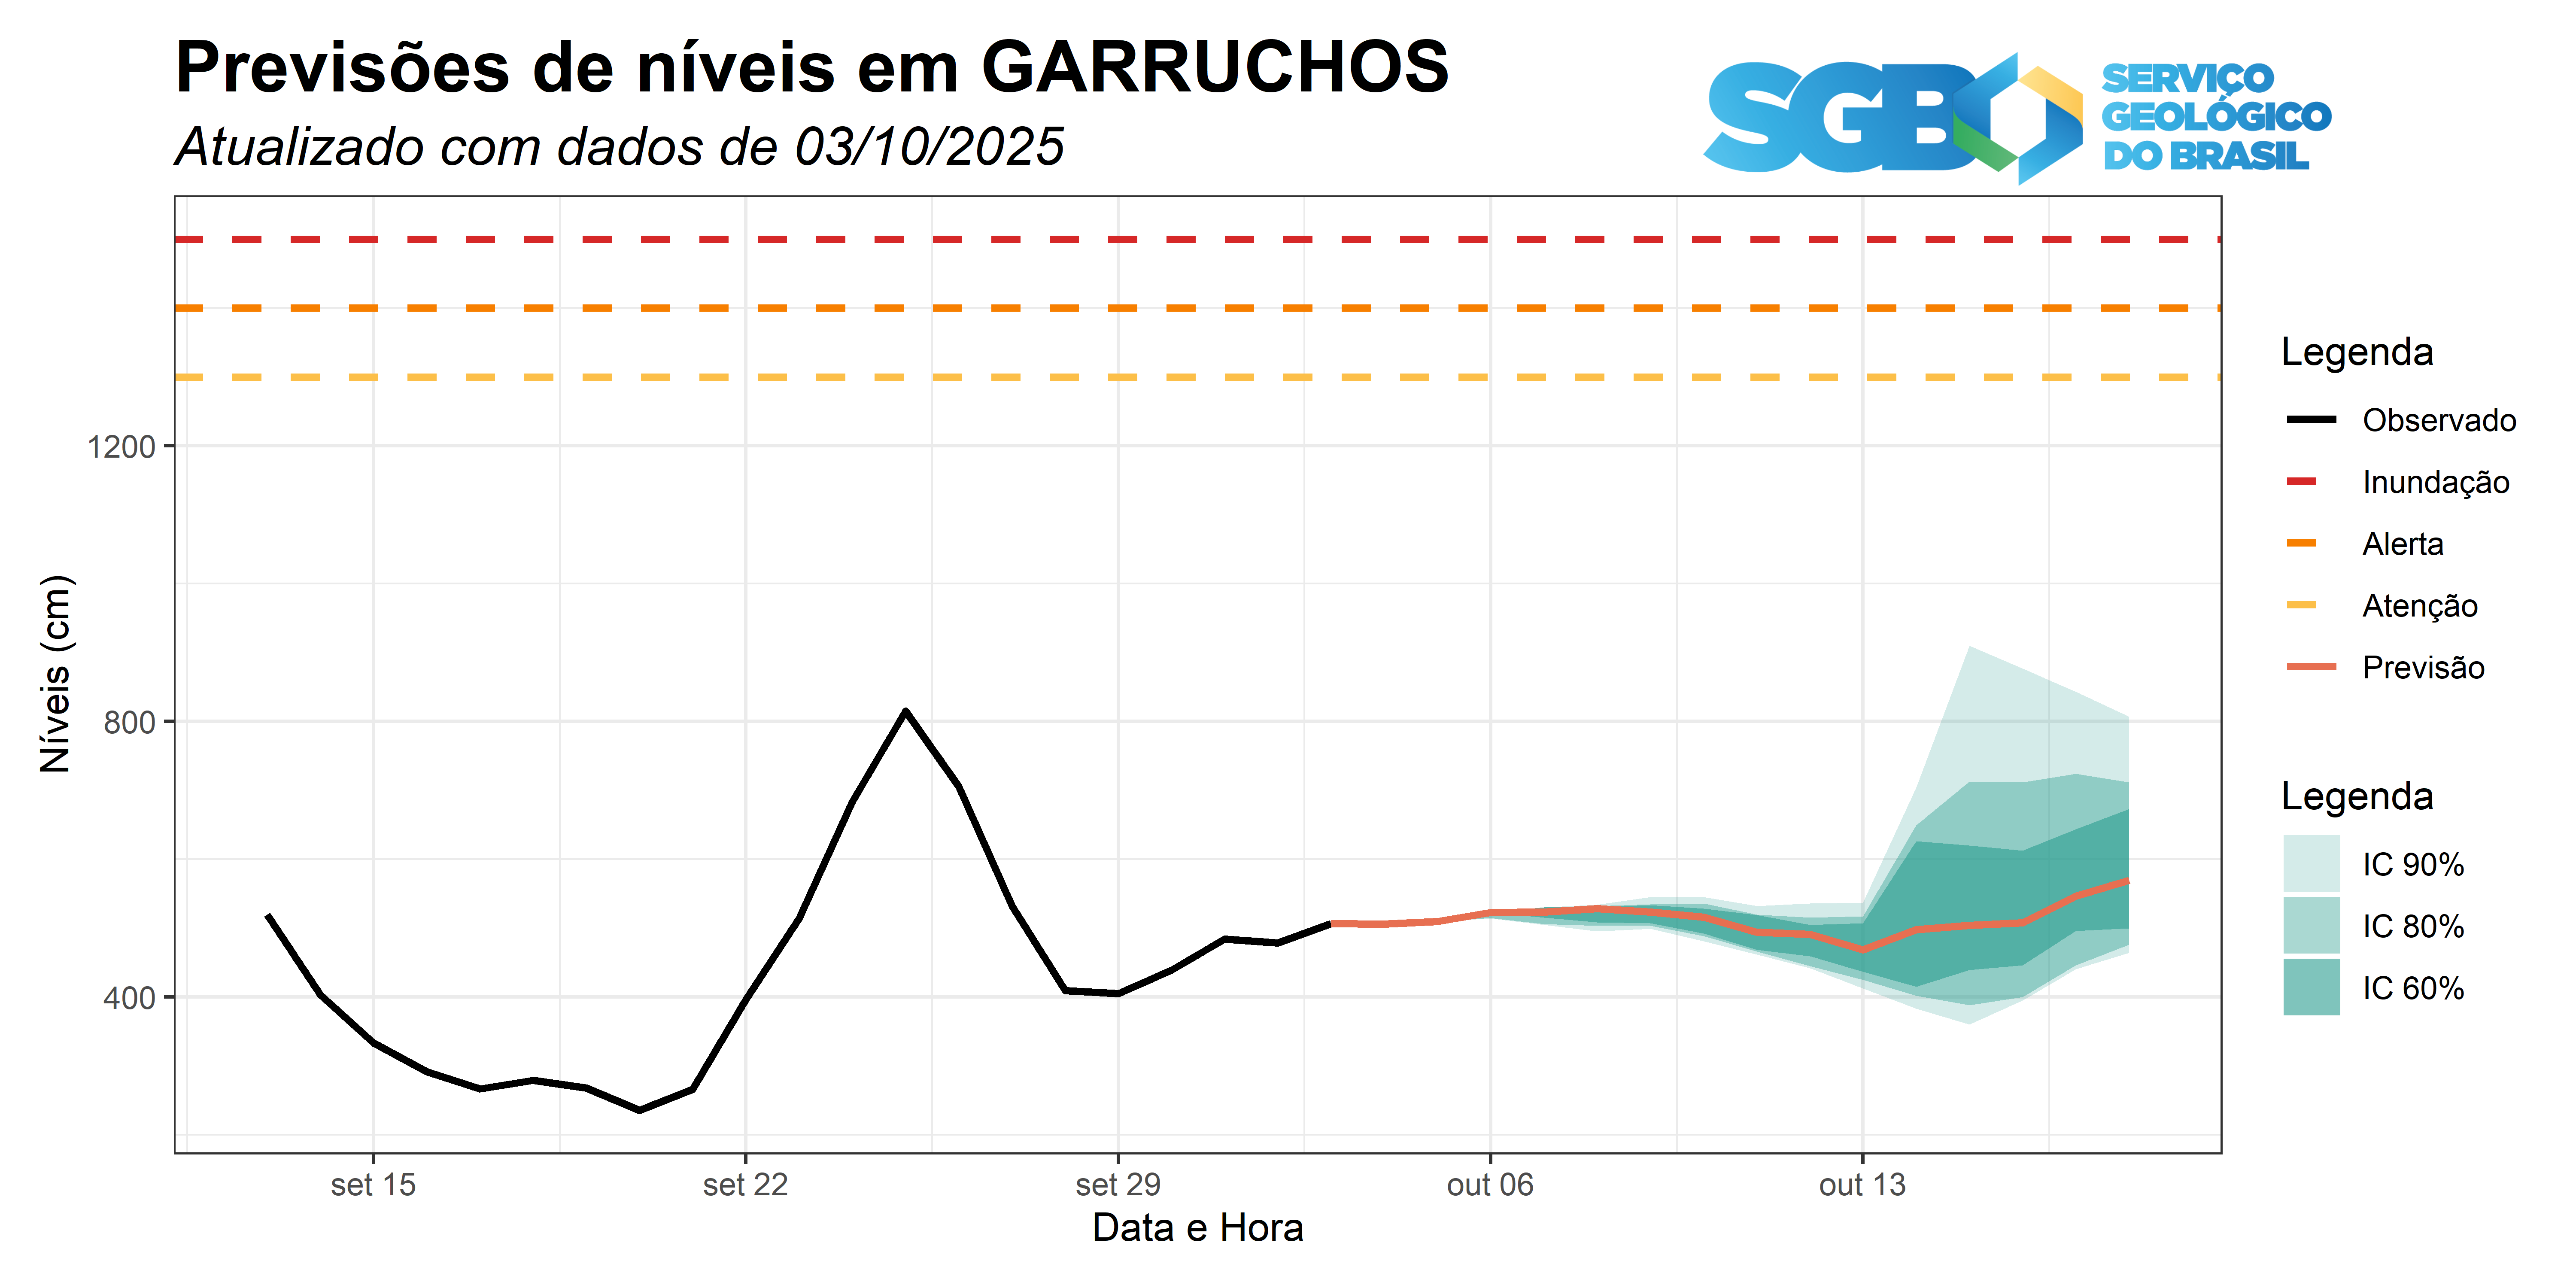 Previsões de níveis em GARRUCHOS
Atualizado com dados de 03/10/2025
SGB
SERVIÇO
GEOLÓGICO
DO BRASIL
Níveis (cm)
1200
800
400
set 15
set 22
set 29
out 06
out 13
Data e Hora
Legenda
Observado
Inundação
Alerta
Atenção
Previsão
Legenda
IC 90%
IC 80%
IC 60%